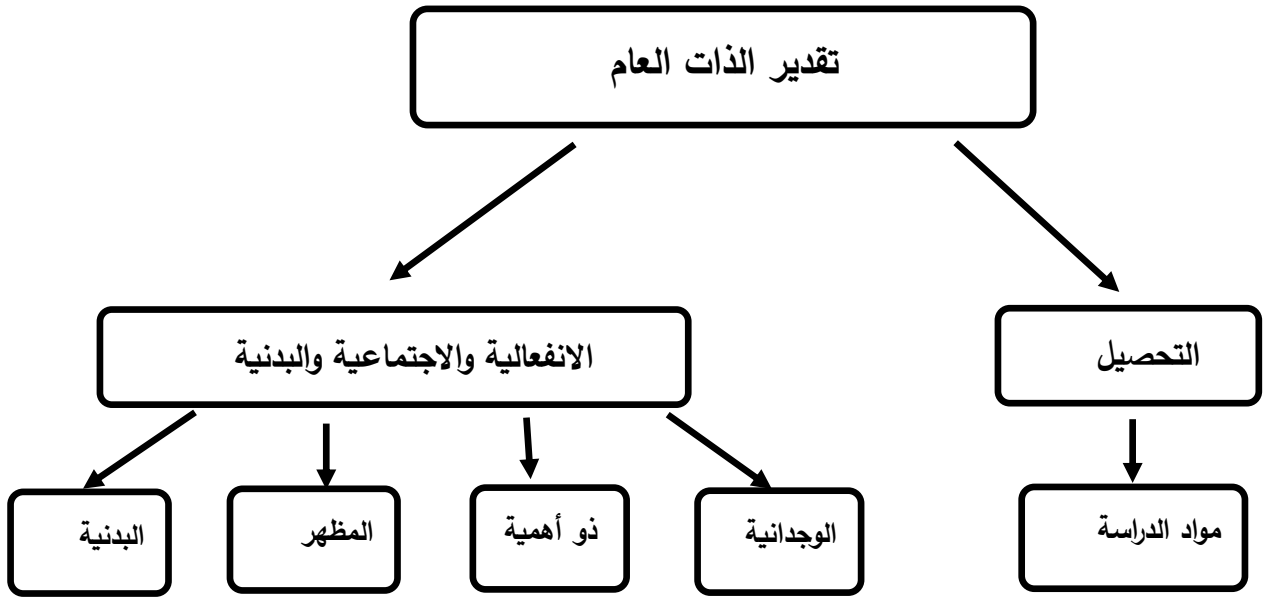 تقدير الذات العام
التحصيل
الانفعالية والاجتماعية والبدنية
مواد الدراسة
الوجدانية
ذو أهمية
المظهر
البدنية